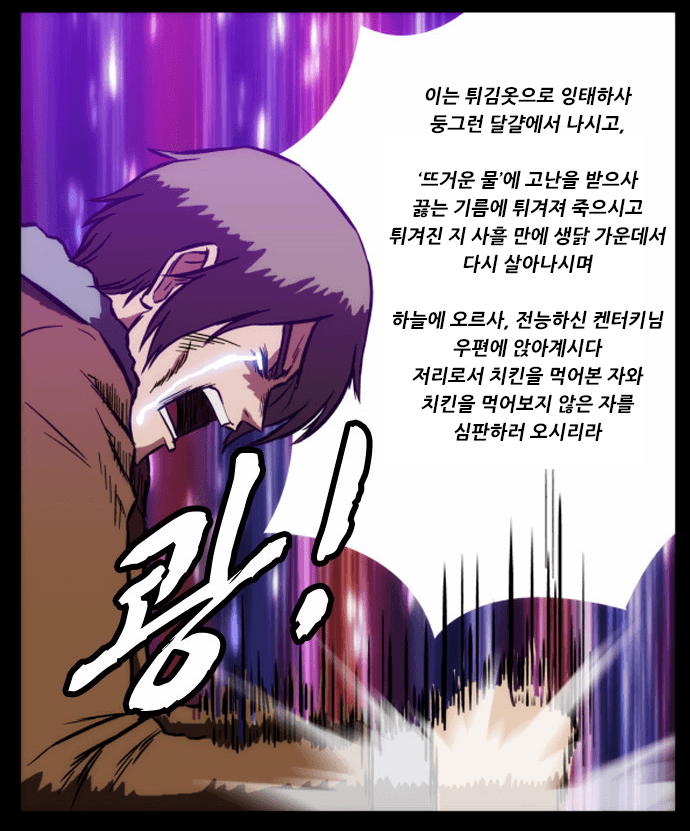 이는 튀김옷으로 잉태하사
둥그런 달걀에서 나시고,
‘뜨거운 물’에 고난을 받으사
끓는 기름에 튀겨져 죽으시고
튀겨진 지 사흘 만에 생닭 가운데서
다시 살아나시며
하늘에 오르사, 전능하신 켄터키님
우편에 앉아계시다
저리로서 치킨을 먹어본 자와
치킨을 먹어보지 않은 자를
심판하러 오시리라
쾅!